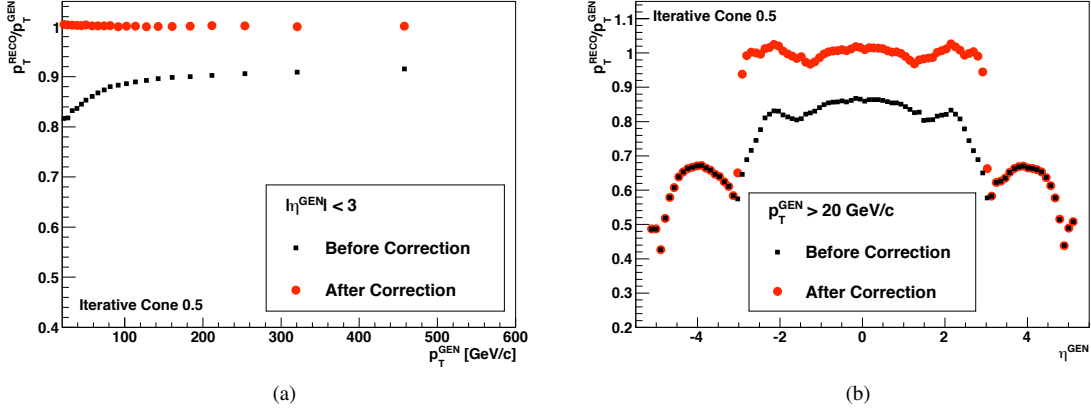 p_T^RECO/p_T^GEN
1
0.9
0.8
0.7
0.6
0.5
0.4
|η^GEN| < 3
Before Correction
After Correction
Iterative Cone 0.5
100 200 300 400 500 600
p_T^GEN [GeV/c]
(a)
p_T^RECO/p_T^GEN
Iterative Cone 0.5
1.1
1
0.9
0.8
0.7
0.6
0.5
0.4
0.3
0.2
p_T^GEN > 20 GeV/c
Before Correction
After Correction
-4 -2 0 2 4
η^GEN
(b)